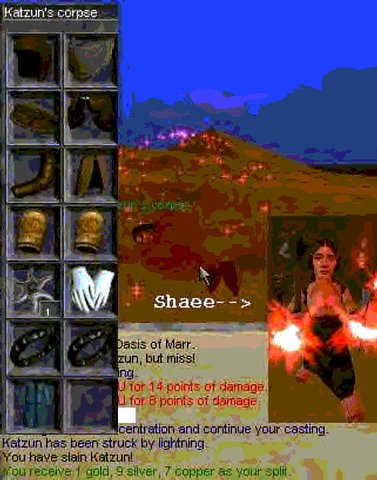 Katzun's corpse
's corpse
1
Shaee-->
Oasis of Marr.
zun, but miss!
ng.
U for 14 points of damage.
U for 8 points of damage.
centration and continue your casting.
Katzun has been struck by lightning.
You have slain Katzun!
You receive 1 gold, 9 silver, 7 copper as your split.